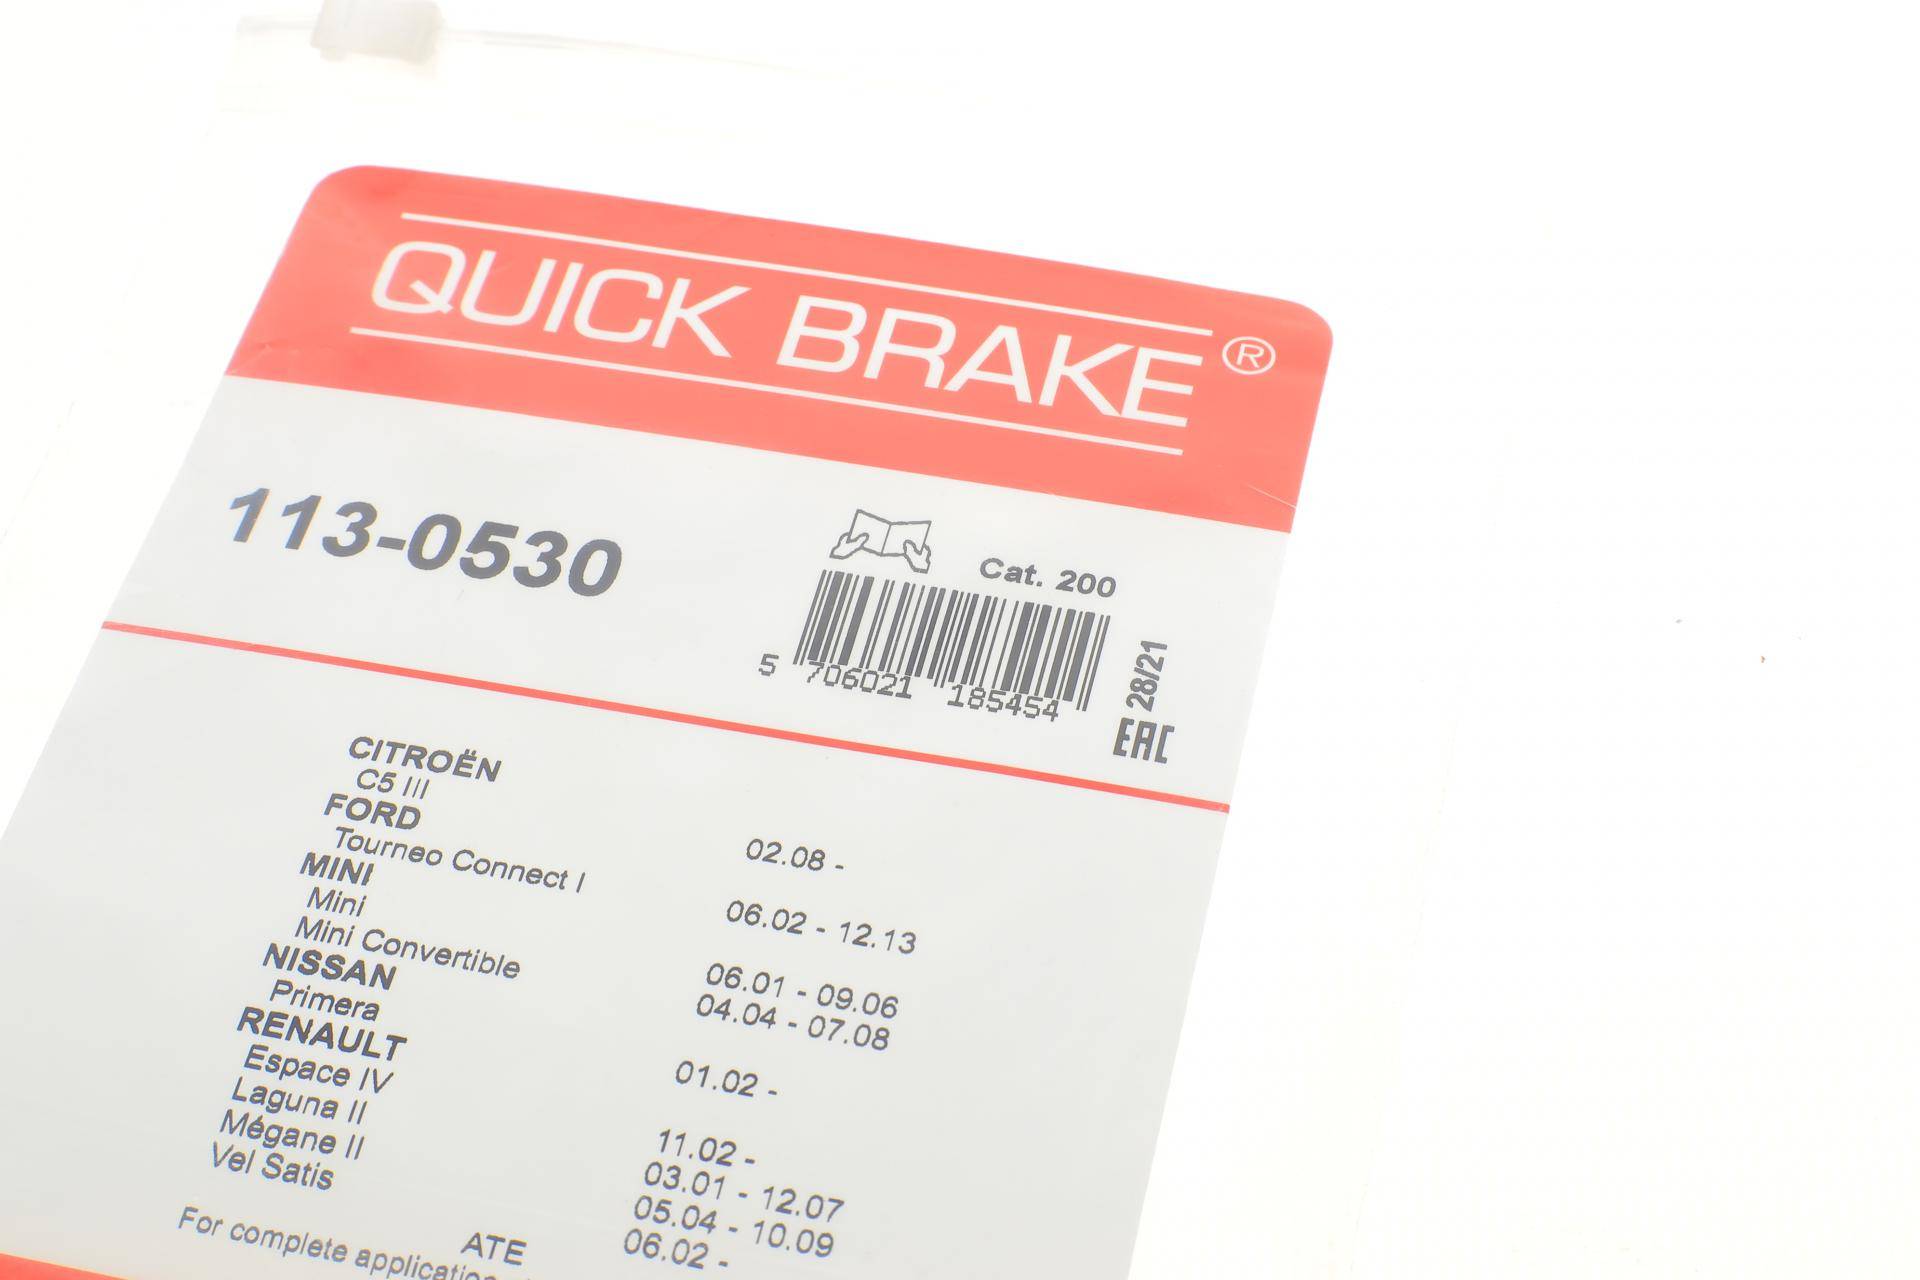 QUICK BRAKE®
113-0530
Cat. 200
5 706021 185454
28/21
EAC
CITROËN
C5 III 02.08 -
FORD
Tourneo Connect I 06.02 - 12.13
MINI
Mini 06.01 - 09.06
Mini Convertible 04.04 - 07.08
NISSAN
Primera 01.02 -
RENAULT
Espace IV 11.02 -
Laguna II 03.01 - 12.07
Mégane II 05.04 - 10.09
Vel Satis 06.02 -
ATE
For complete